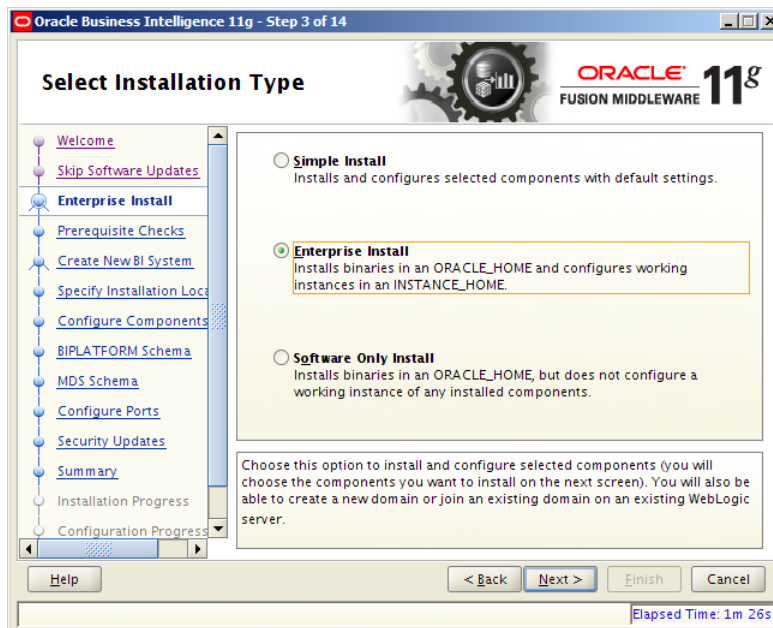 Oracle Business Intelligence 11g - Step 3 of 14
Select Installation Type
ORACLE
FUSION MIDDLEWARE
11g
Welcome
Skip Software Updates
Enterprise Install
Prerequisite Checks
Create New BI System
Specify Installation Loca
Configure Components
BIPLATFORM Schema
MDS Schema
Configure Ports
Security Updates
Summary
Installation Progress
Configuration Progress
Simple Install
Installs and configures selected components with default settings.
Enterprise Install
Installs binaries in an ORACLE_HOME and configures working
instances in an INSTANCE_HOME.
Software Only Install
Installs binaries in an ORACLE_HOME, but does not configure a
working instance of any installed components.
Choose this option to install and configure selected components (you will
choose the components you want to install on the next screen). You will also be
able to create a new domain or join an existing domain on an existing WebLogic
server.
Help
< Back
Next >
Finish
Cancel
Elapsed Time: 1m 26s